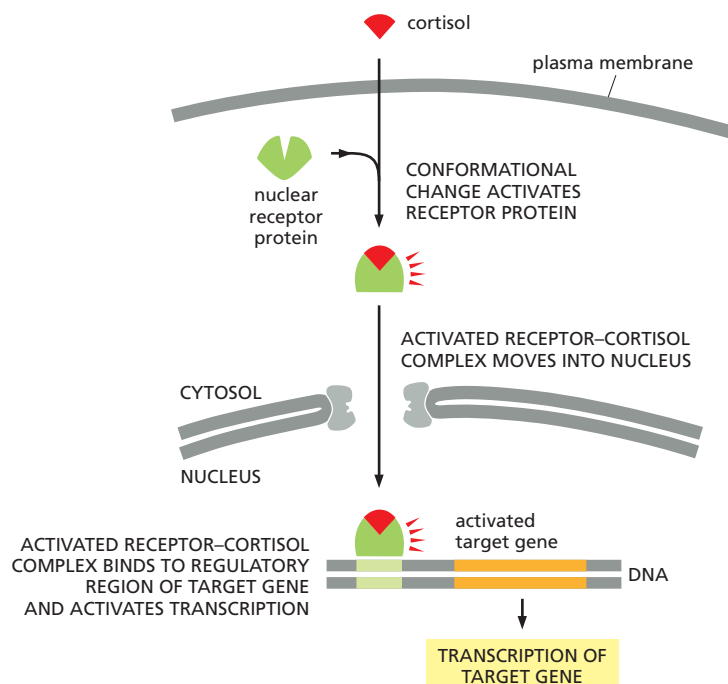 cortisol
plasma membrane
nuclear
receptor
protein
CONFORMATIONAL
CHANGE ACTIVATES
RECEPTOR PROTEIN
ACTIVATED RECEPTOR–CORTISOL
COMPLEX MOVES INTO NUCLEUS
CYTOSOL
NUCLEUS
ACTIVATED RECEPTOR–CORTISOL
COMPLEX BINDS TO REGULATORY
REGION OF TARGET GENE
AND ACTIVATES TRANSCRIPTION
activated
target gene
DNA
TRANSCRIPTION OF
TARGET GENE